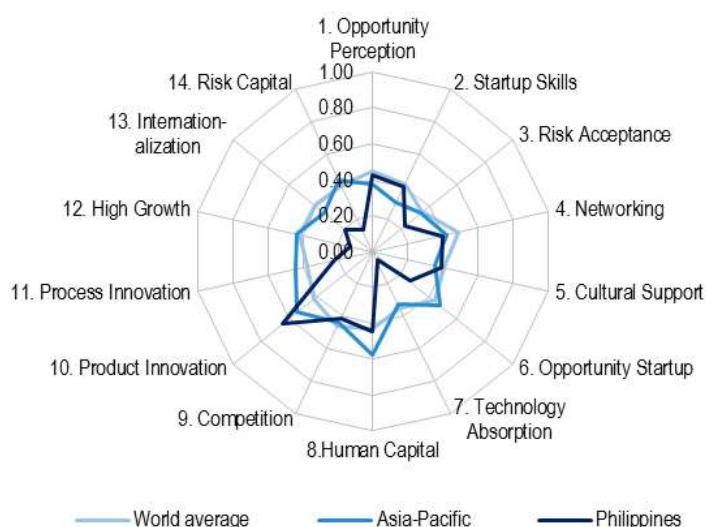 1. Opportunity
Perception
2. Startup Skills
3. Risk Acceptance
4. Networking
5. Cultural Support
6. Opportunity Startup
7. Technology
Absorption
8.Human Capital
9. Competition
10. Product Innovation
11. Process Innovation
12. High Growth
13. Internation-
alization
14. Risk Capital
1.00
0.80
0.60
0.40
0.20
0.00
World average
Asia-Pacific
Philippines